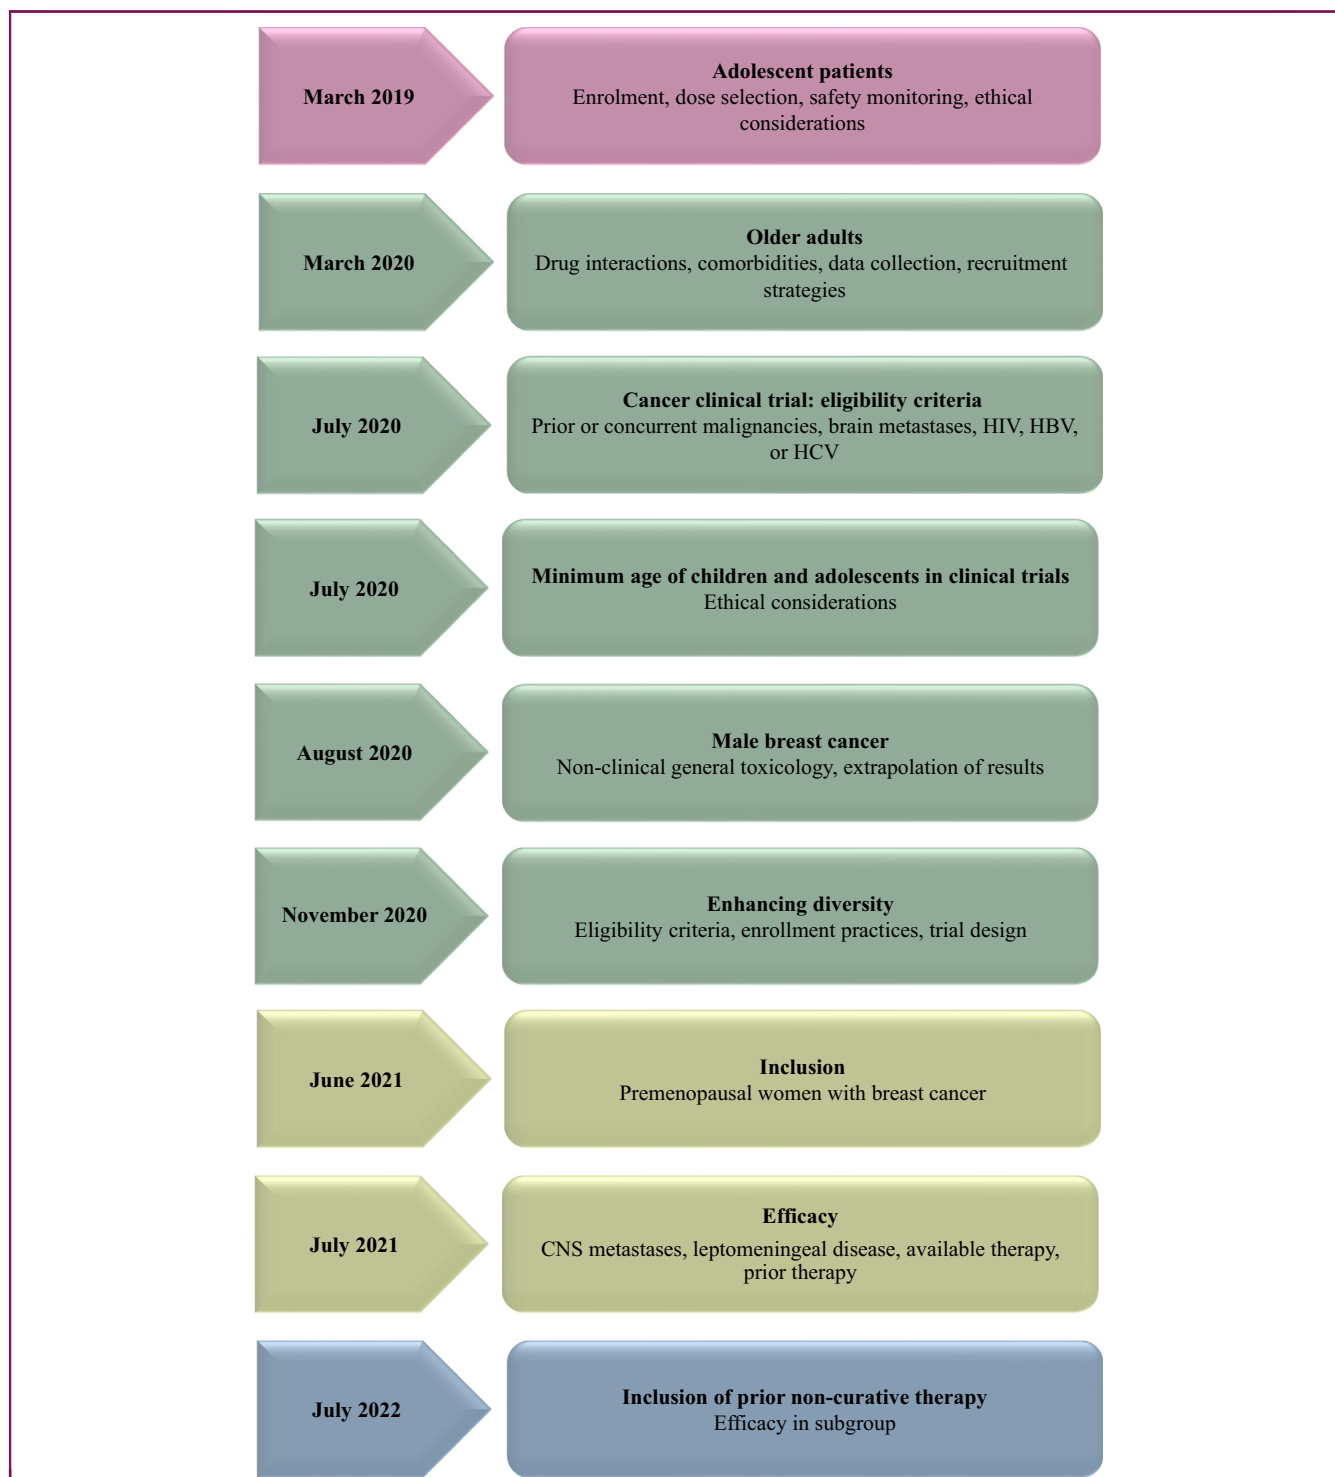 March 2019
Adolescent patients
Enrolment, dose selection, safety monitoring, ethical
considerations
March 2020
Older adults
Drug interactions, comorbidities, data collection, recruitment
strategies
July 2020
Cancer clinical trial: eligibility criteria
Prior or concurrent malignancies, brain metastases, HIV, HBV,
or HCV
July 2020
Minimum age of children and adolescents in clinical trials
Ethical considerations
August 2020
Male breast cancer
Non-clinical general toxicology, extrapolation of results
November 2020
Enhancing diversity
Eligibility criteria, enrollment practices, trial design
June 2021
Inclusion
Premenopausal women with breast cancer
July 2021
Efficacy
CNS metastases, leptomeningeal disease, available therapy,
prior therapy
July 2022
Inclusion of prior non-curative therapy
Efficacy in subgroup